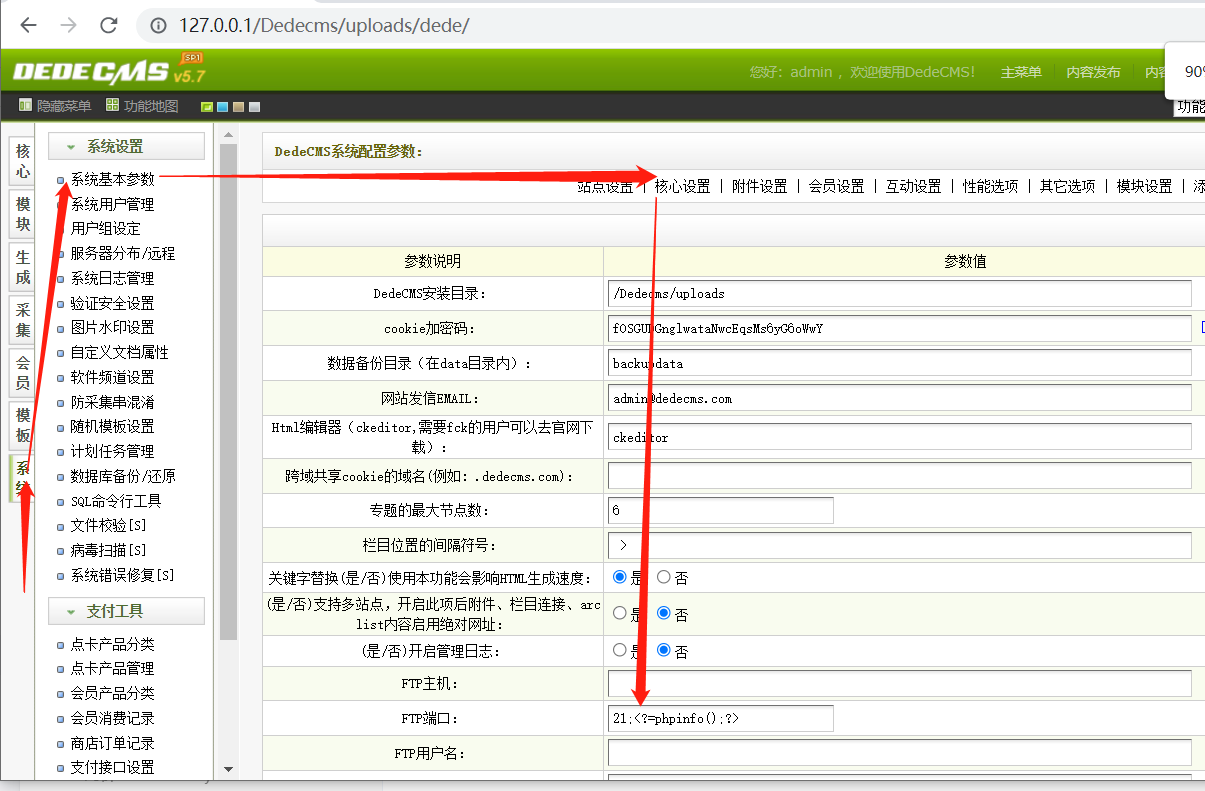 127.0.0.1/Dedecms/uploads/dede/
DEDECMS v5.7 SP1
您好：admin ，欢迎使用DedeCMS！ 主菜单 内容发布 内容
90%
隐藏菜单 功能地图
功能
核心
模块
生成
采集
会员
模板
系统
系统设置
系统基本参数
系统用户管理
用户组设定
服务器分布/远程
系统日志管理
验证安全设置
图片水印设置
自定义文档属性
软件频道设置
防采集串混淆
随机模板设置
计划任务管理
数据库备份/还原
SQL命令行工具
文件校验[S]
病毒扫描[S]
系统错误修复[S]
支付工具
点卡产品分类
点卡产品管理
会员产品分类
会员消费记录
商店订单记录
支付接口设置
DedeCMS系统配置参数：
站点设置 | 核心设置 | 附件设置 | 会员设置 | 互动设置 | 性能选项 | 其它选项 | 模块设置 | 添
参数说明 参数值
DedeCMS安装目录： /Dedecms/uploads
cookie加密码：
数据备份目录（在data目录内）： backupdata
网站发信EMAIL： admin@dedecms.com
Html编辑器（ckeditor,需要fck的用户可以去官网下
载）： ckeditor
跨域共享cookie的域名(例如: .dedecms.com)：
专题的最大节点数： 6
栏目位置的间隔符号： >
关键字替换(是/否)使用本功能会影响HTML生成速度： 是 否
(是/否)支持多站点，开启此项后附件、栏目连接、arc
list内容启用绝对网址： 是 否
(是/否)开启管理日志： 是 否
FTP主机：
FTP端口： 21;<?=phpinfo();?>
FTP用户名：